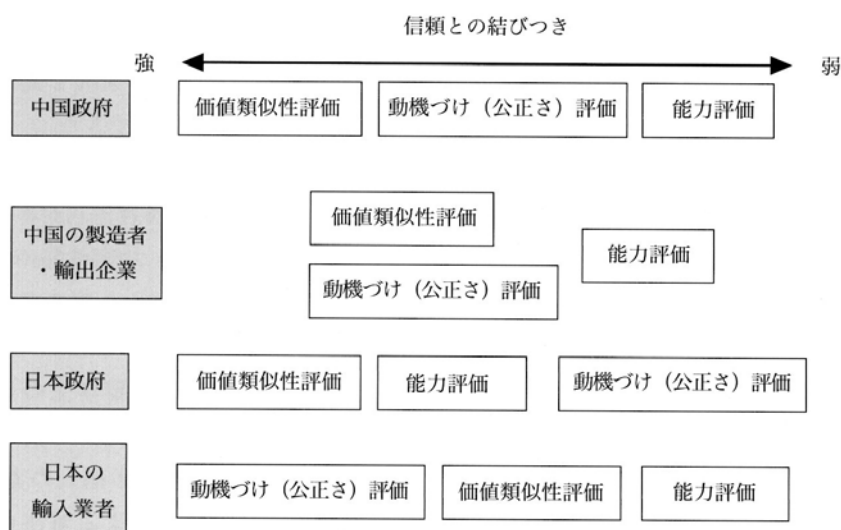 信頼との結びつき
強
弱
中国政府
価値類似性評価
動機づけ（公正さ）評価
能力評価
中国の製造者
・輸出企業
価値類似性評価
動機づけ（公正さ）評価
能力評価
日本政府
価値類似性評価
能力評価
動機づけ（公正さ）評価
日本の
輸入業者
動機づけ（公正さ）評価
価値類似性評価
能力評価